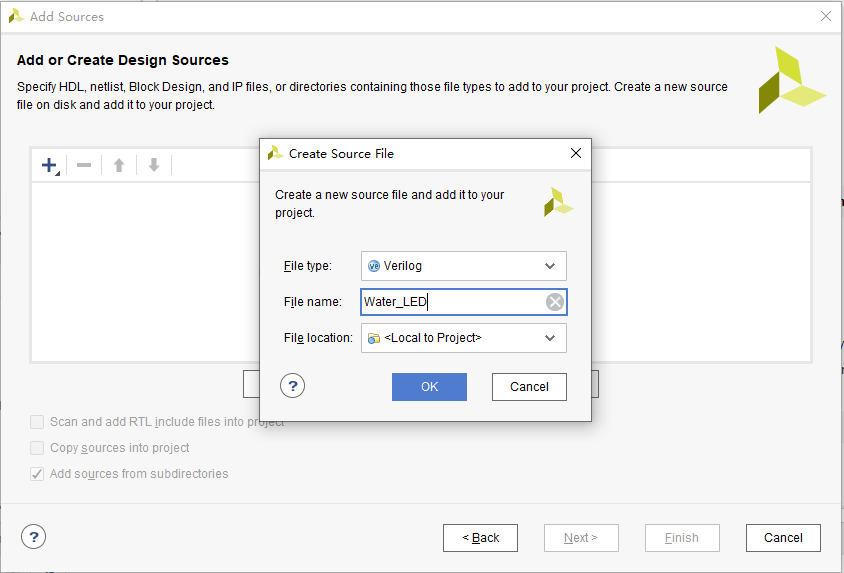 Add Sources
Add or Create Design Sources
Specify HDL, netlist, Block Design, and IP files, or directories containing those file types to add to your project. Create a new source
file on disk and add it to your project.
Create Source File
Create a new source file and add it to your
project.
File type:
Verilog
File name:
Water_LED
File location:
<Local to Project>
?
OK
Cancel
Scan and add RTL include files into project
Copy sources into project
Add sources from subdirectories
?
< Back
Next >
Finish
Cancel